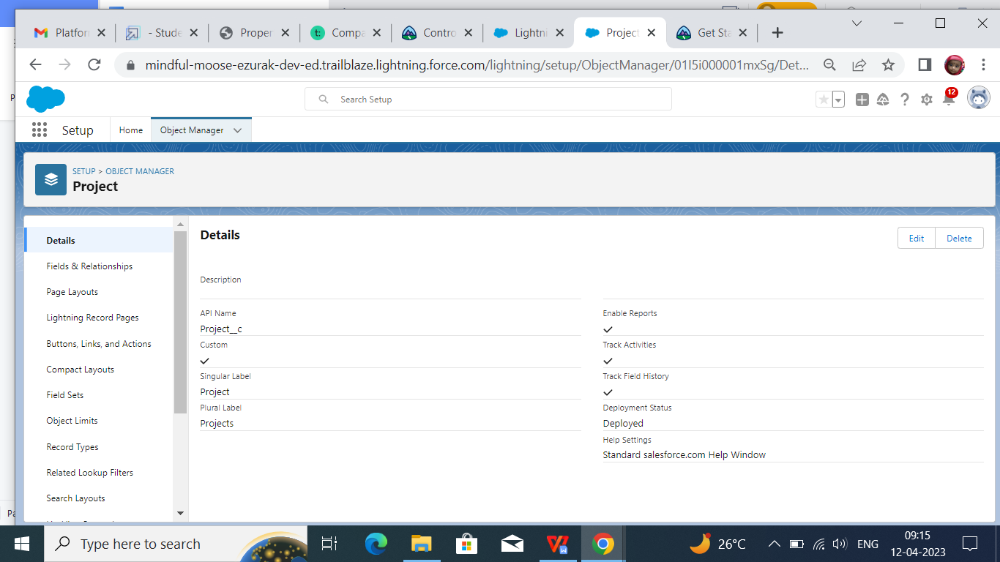 Platfor
- Stude
Proper
Compa
Contro
Lightni
Project
Get Sta
mindful-moose-ezurak-dev-ed.trailblaze.lightning.force.com/lightning/setup/ObjectManager/01I5i000001mxSg/Det...
Search Setup
12
Setup
Home
Object Manager
SETUP > OBJECT MANAGER
Project
Details
Fields & Relationships
Page Layouts
Lightning Record Pages
Buttons, Links, and Actions
Compact Layouts
Field Sets
Object Limits
Record Types
Related Lookup Filters
Search Layouts
Details
Edit
Delete
Description
API Name
Project__c
Custom
Singular Label
Project
Plural Label
Projects
Enable Reports
Track Activities
Track Field History
Deployment Status
Deployed
Help Settings
Standard salesforce.com Help Window
Pa
Type here to search
26°C
ENG
09:15
12-04-2023